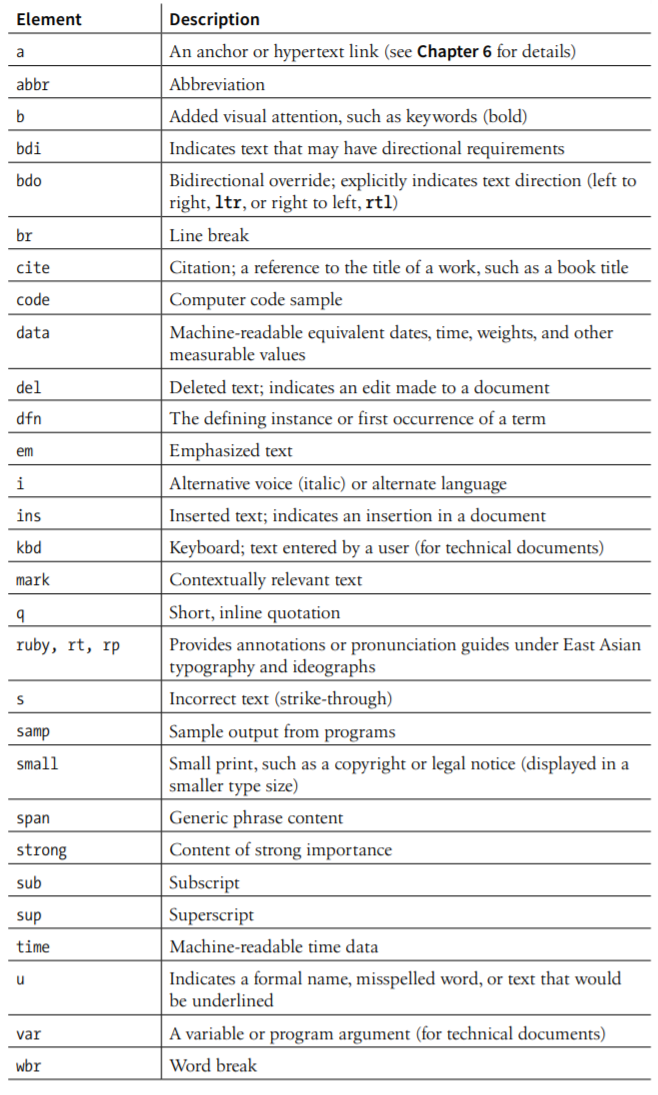 Element Description
a An anchor or hypertext link (see Chapter 6 for details)
abbr Abbreviation
b Added visual attention, such as keywords (bold)
bdi Indicates text that may have directional requirements
bdo Bidirectional override; explicitly indicates text direction (left to
right, ltr, or right to left, rtl)
br Line break
cite Citation; a reference to the title of a work, such as a book title
code Computer code sample
data Machine-readable equivalent dates, time, weights, and other
measurable values
del Deleted text; indicates an edit made to a document
dfn The defining instance or first occurrence of a term
em Emphasized text
i Alternative voice (italic) or alternate language
ins Inserted text; indicates an insertion in a document
kbd Keyboard; text entered by a user (for technical documents)
mark Contextually relevant text
q Short, inline quotation
ruby, rt, rp Provides annotations or pronunciation guides under East Asian
typography and ideographs
s Incorrect text (strike-through)
samp Sample output from programs
small Small print, such as a copyright or legal notice (displayed in a
smaller type size)
span Generic phrase content
strong Content of strong importance
sub Subscript
sup Superscript
time Machine-readable time data
u Indicates a formal name, misspelled word, or text that would
be underlined
var A variable or program argument (for technical documents)
wbr Word break